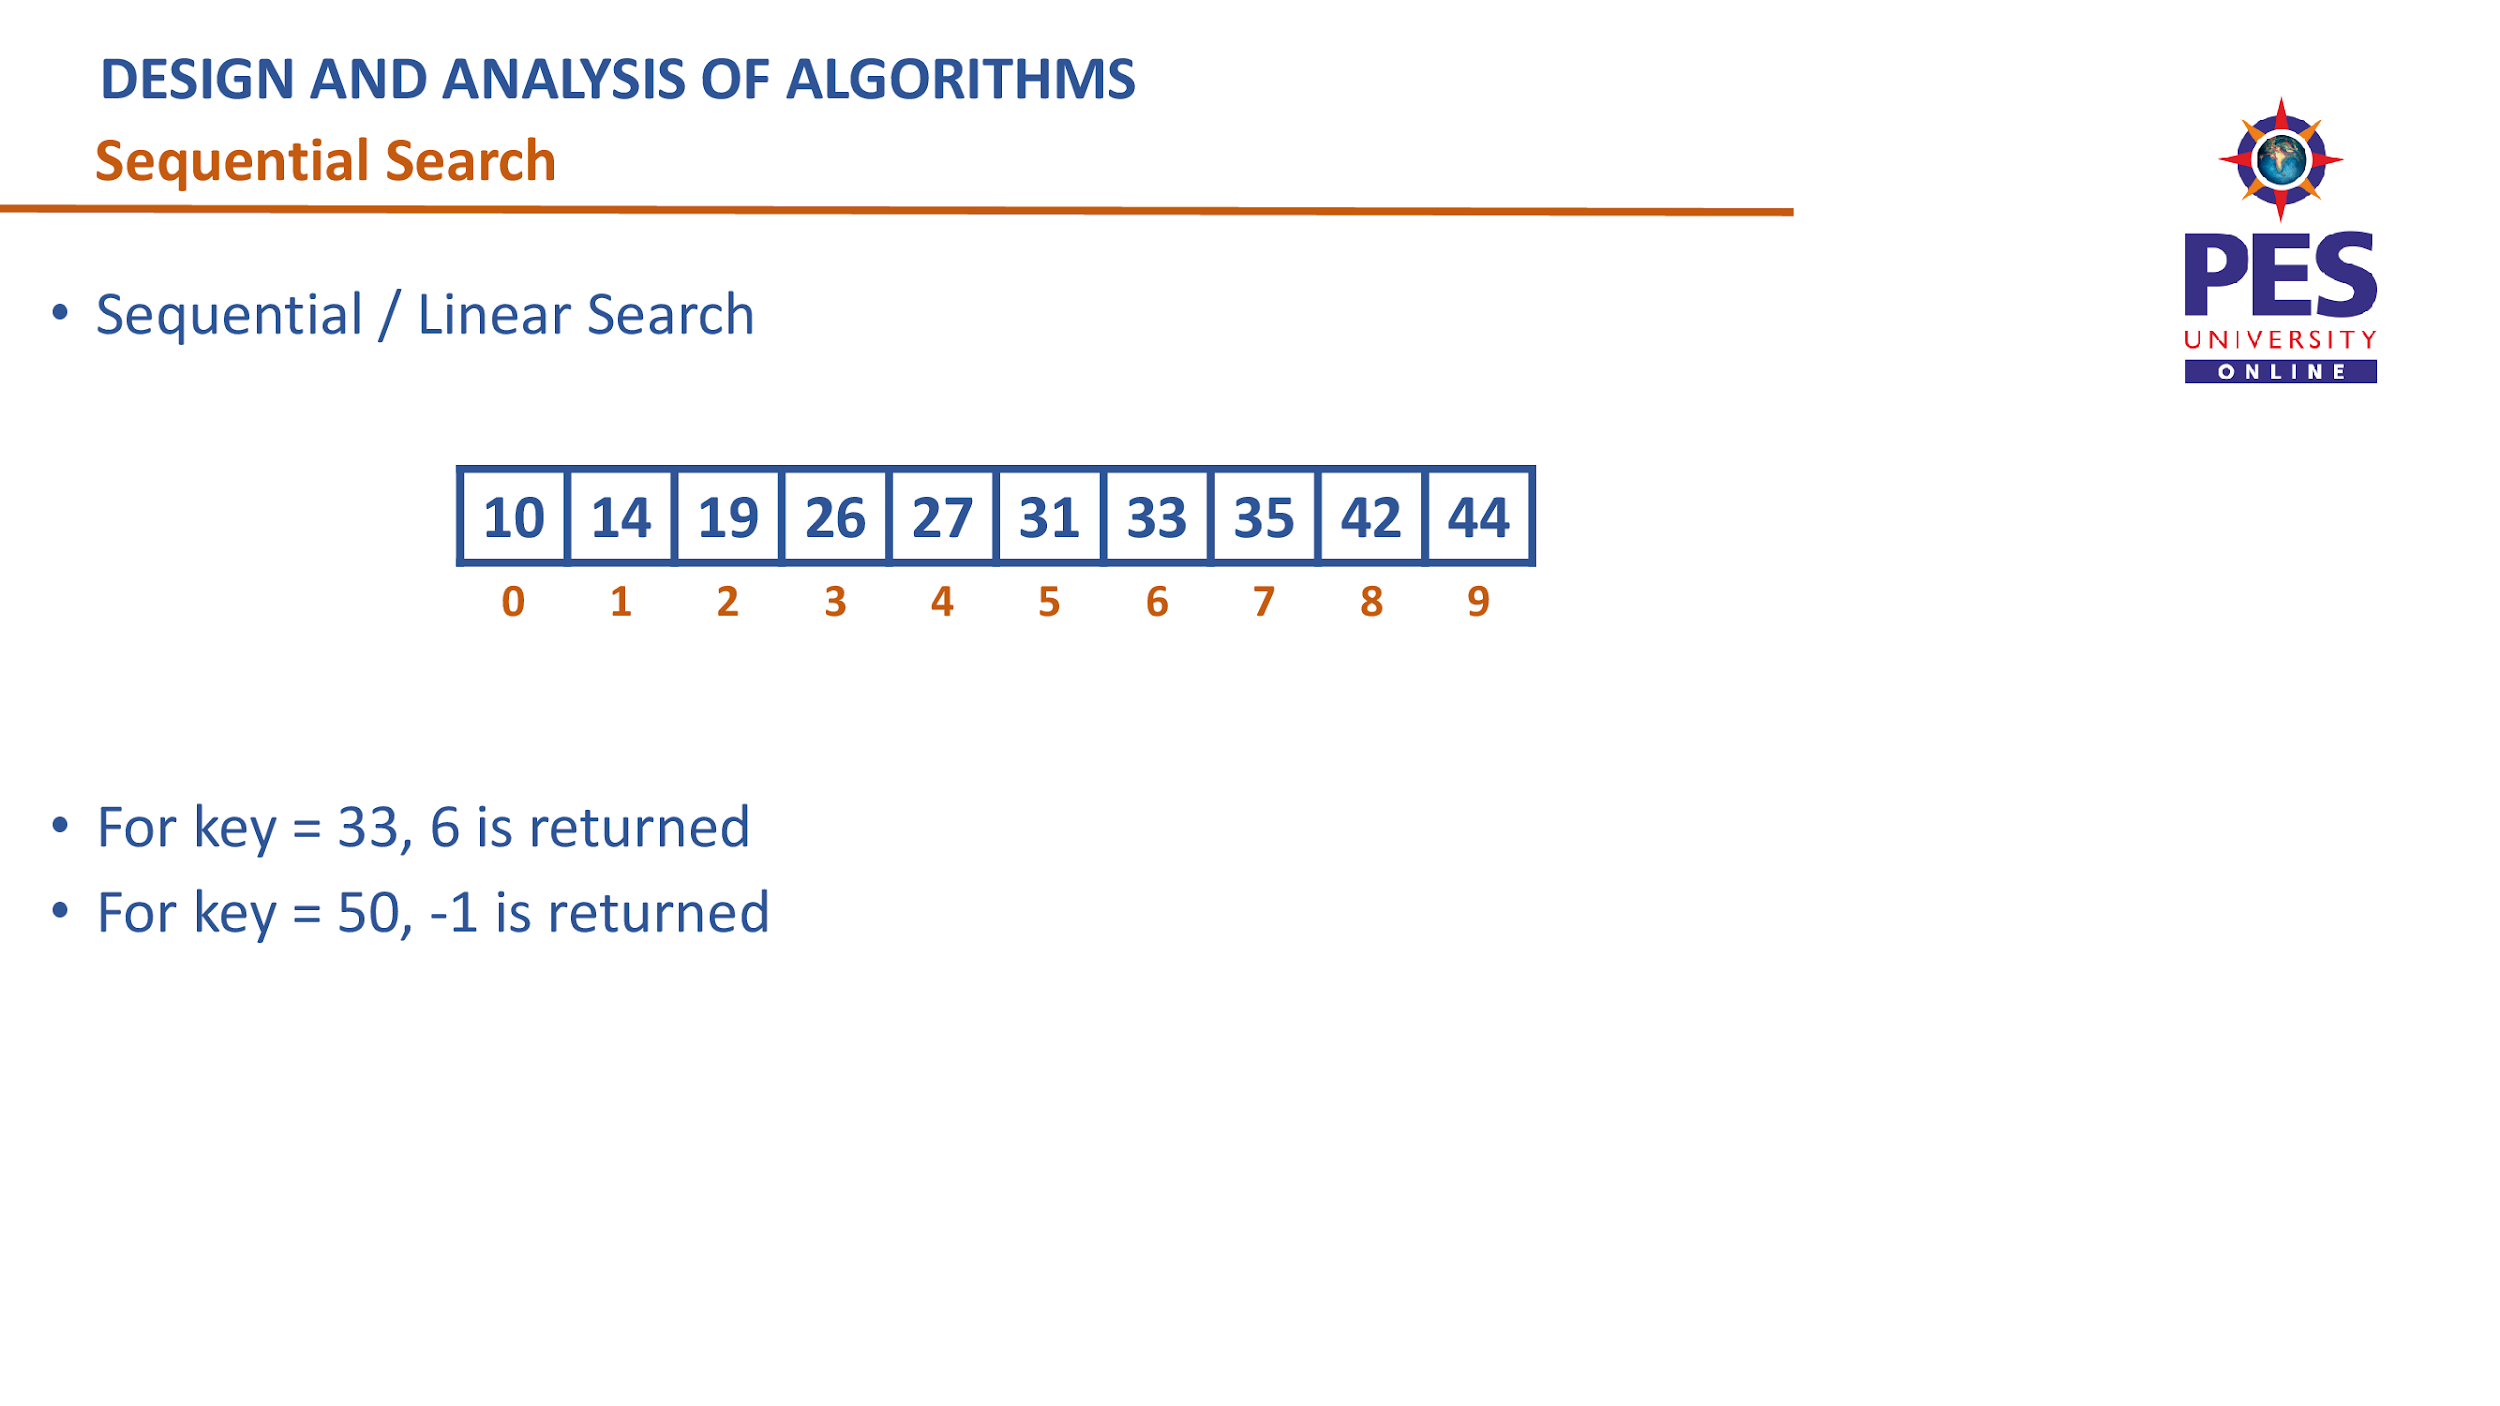 DESIGN AND ANALYSIS OF ALGORITHMS
Sequential Search
PES
UNIVERSITY
ONLINE
• Sequential / Linear Search
10 14 19 26 27 31 33 35 42 44
0 1 2 3 4 5 6 7 8 9
• For key = 33, 6 is returned
• For key = 50, -1 is returned